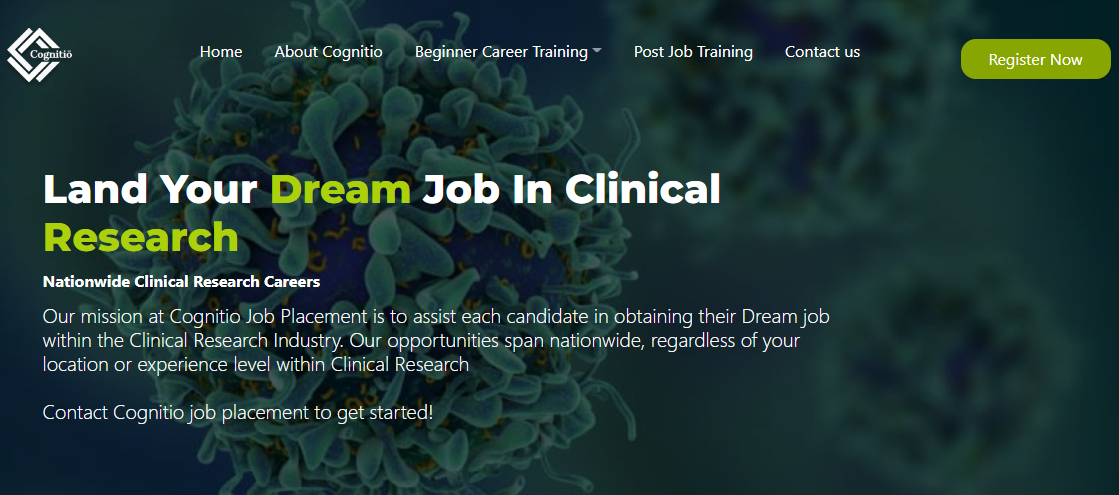 Cognitiō
Home
About Cognitio
Beginner Career Training
Post Job Training
Contact us
Register Now
Land Your Dream Job In Clinical
Research
Nationwide Clinical Research Careers
Our mission at Cognitio Job Placement is to assist each candidate in obtaining their Dream job
within the Clinical Research Industry. Our opportunities span nationwide, regardless of your
location or experience level within Clinical Research
Contact Cognitio job placement to get started!